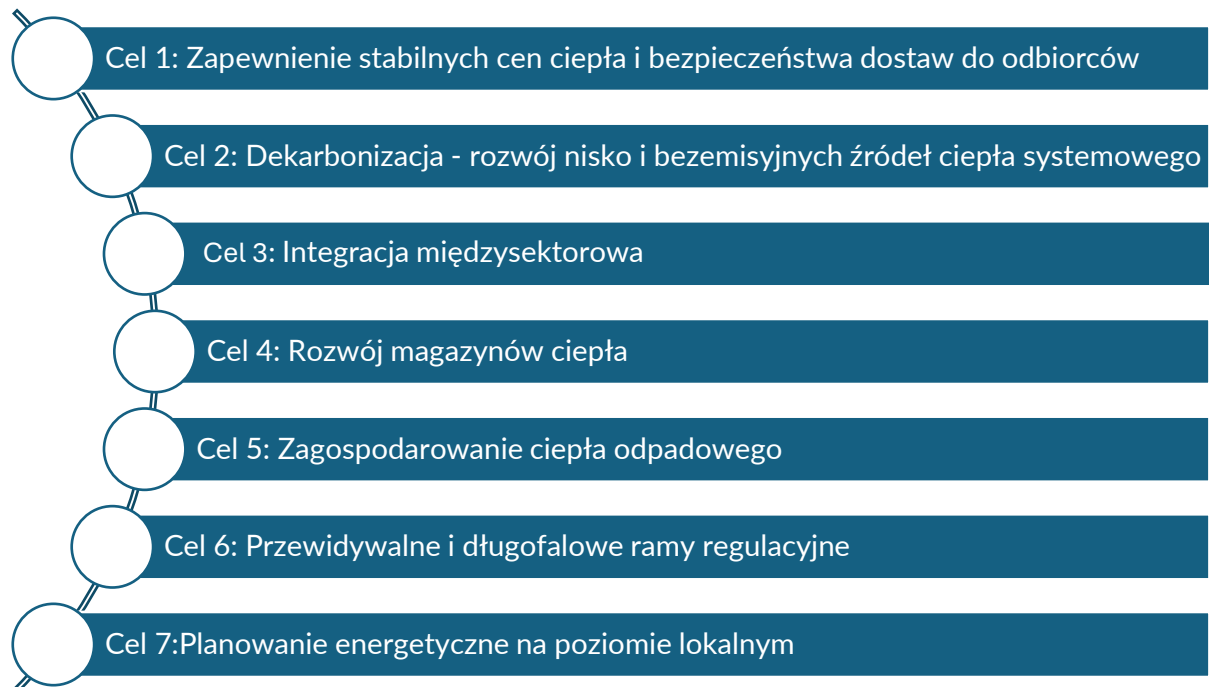 Cel 1: Zapewnienie stabilnych cen ciepła i bezpieczeństwa dostaw do odbiorców
Cel 2: Dekarbonizacja - rozwój nisko i bezemisyjnych źródeł ciepła systemowego
Cel 3: Integracja międzysektorowa
Cel 4: Rozwój magazynów ciepła
Cel 5: Zagospodarowanie ciepła odpadowego
Cel 6: Przewidywalne i długofalowe ramy regulacyjne
Cel 7:Planowanie energetyczne na poziomie lokalnym